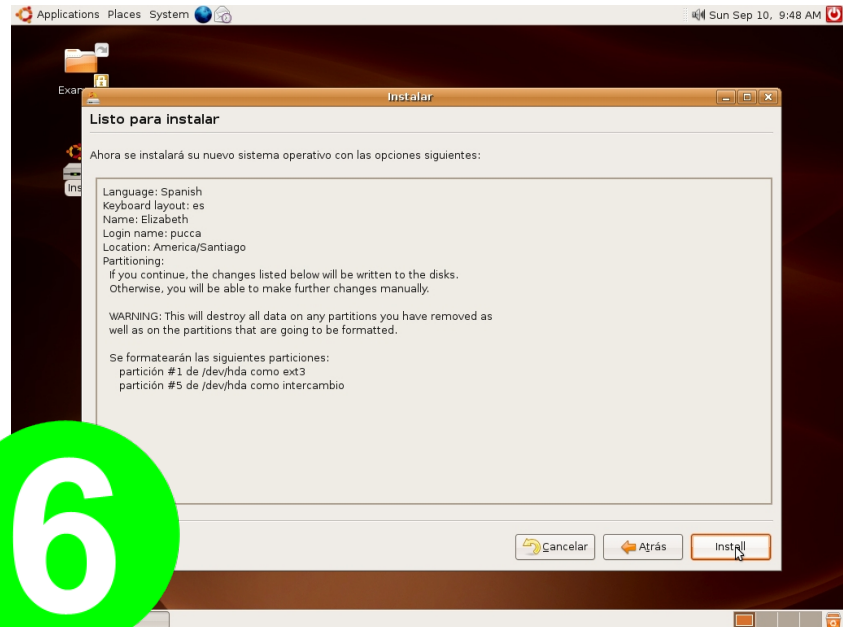 Applications Places System Sun Sep 10, 9:48 AM
Instalar
Listo para instalar
Ahora se instalará su nuevo sistema operativo con las opciones siguientes:
Language: Spanish
Keyboard layout: es
Name: Elizabeth
Login name: pucca
Location: America/Santiago
Partitioning:
If you continue, the changes listed below will be written to the disks.
Otherwise, you will be able to make further changes manually.
WARNING: This will destroy all data on any partitions you have removed as
well as on the partitions that are going to be formatted.
Se formatearán las siguientes particiones:
partición #1 de /dev/hda como ext3
partición #5 de /dev/hda como intercambio
6
Cancelar Atrás Install